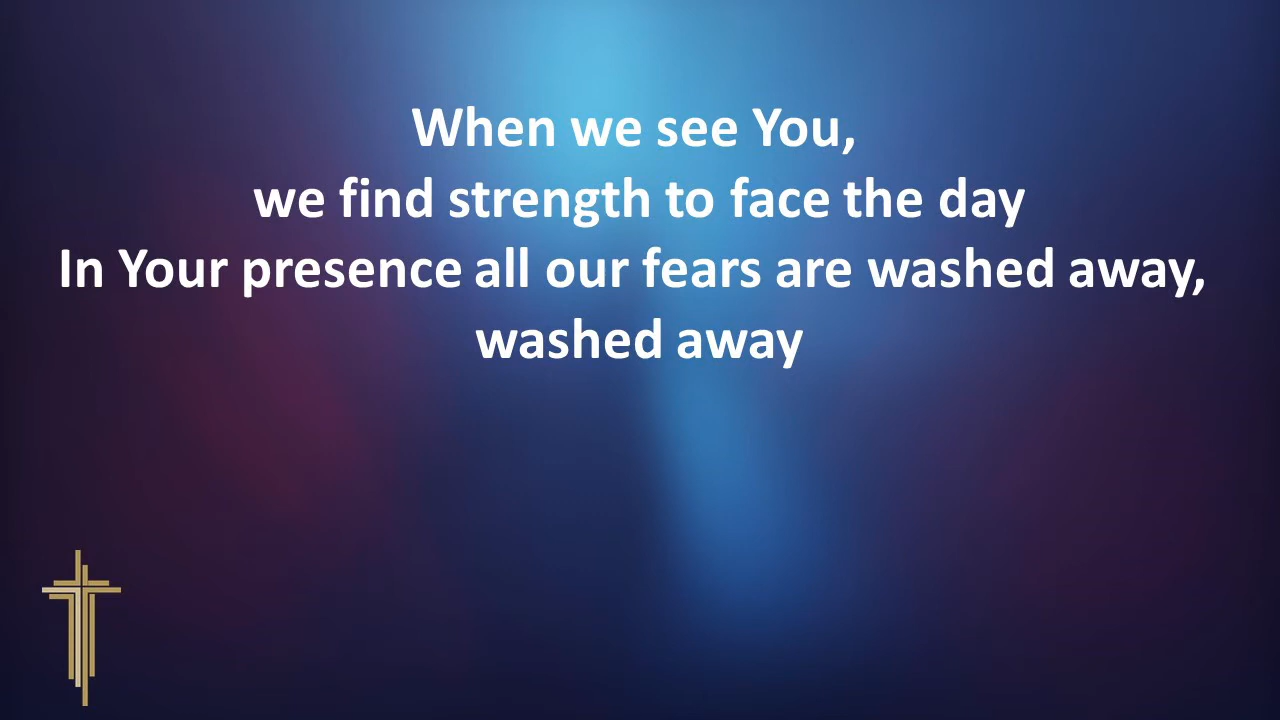 When we see You,
we find strength to face the day
In Your presence all our fears are washed away,
washed away